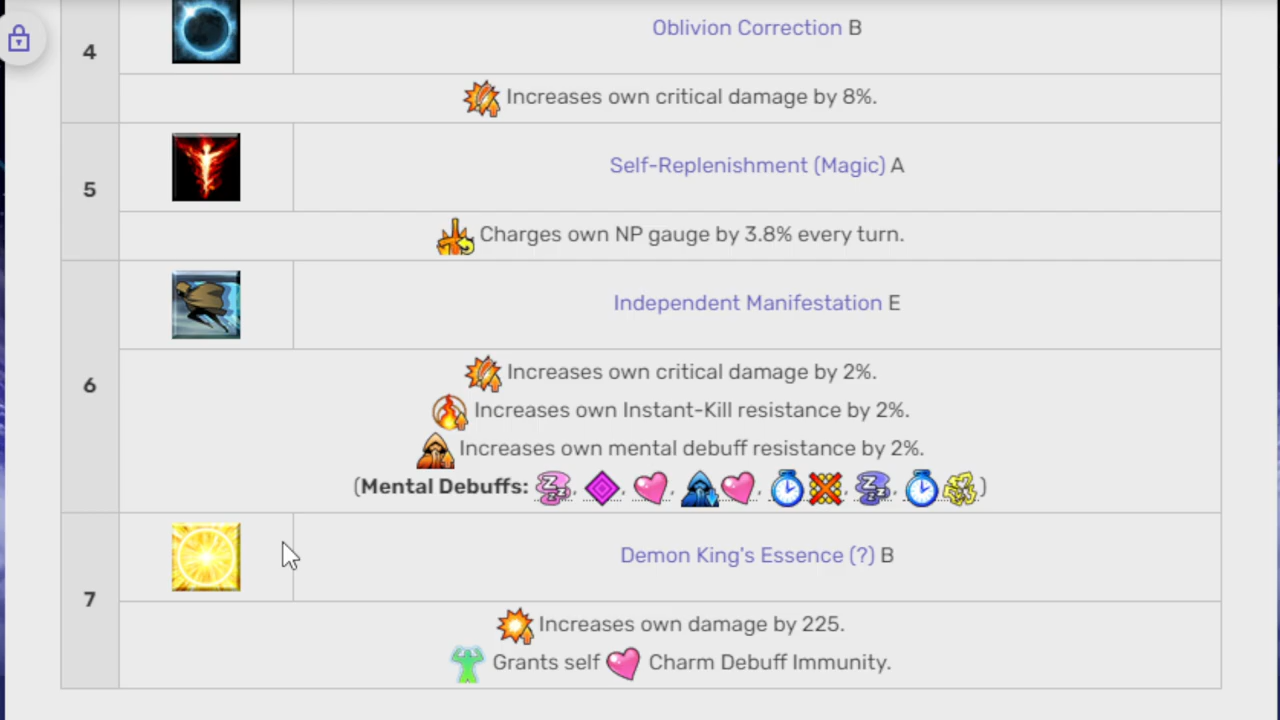 4
Oblivion Correction B
Increases own critical damage by 8%.
5
Self-Replenishment (Magic) A
Charges own NP gauge by 3.8% every turn.
6
Independent Manifestation E
Increases own critical damage by 2%.
Increases own Instant-Kill resistance by 2%.
Increases own mental debuff resistance by 2%.
(Mental Debuffs: , , , , , , )
7
Demon King's Essence (?) B
Increases own damage by 225.
Grants self Charm Debuff Immunity.